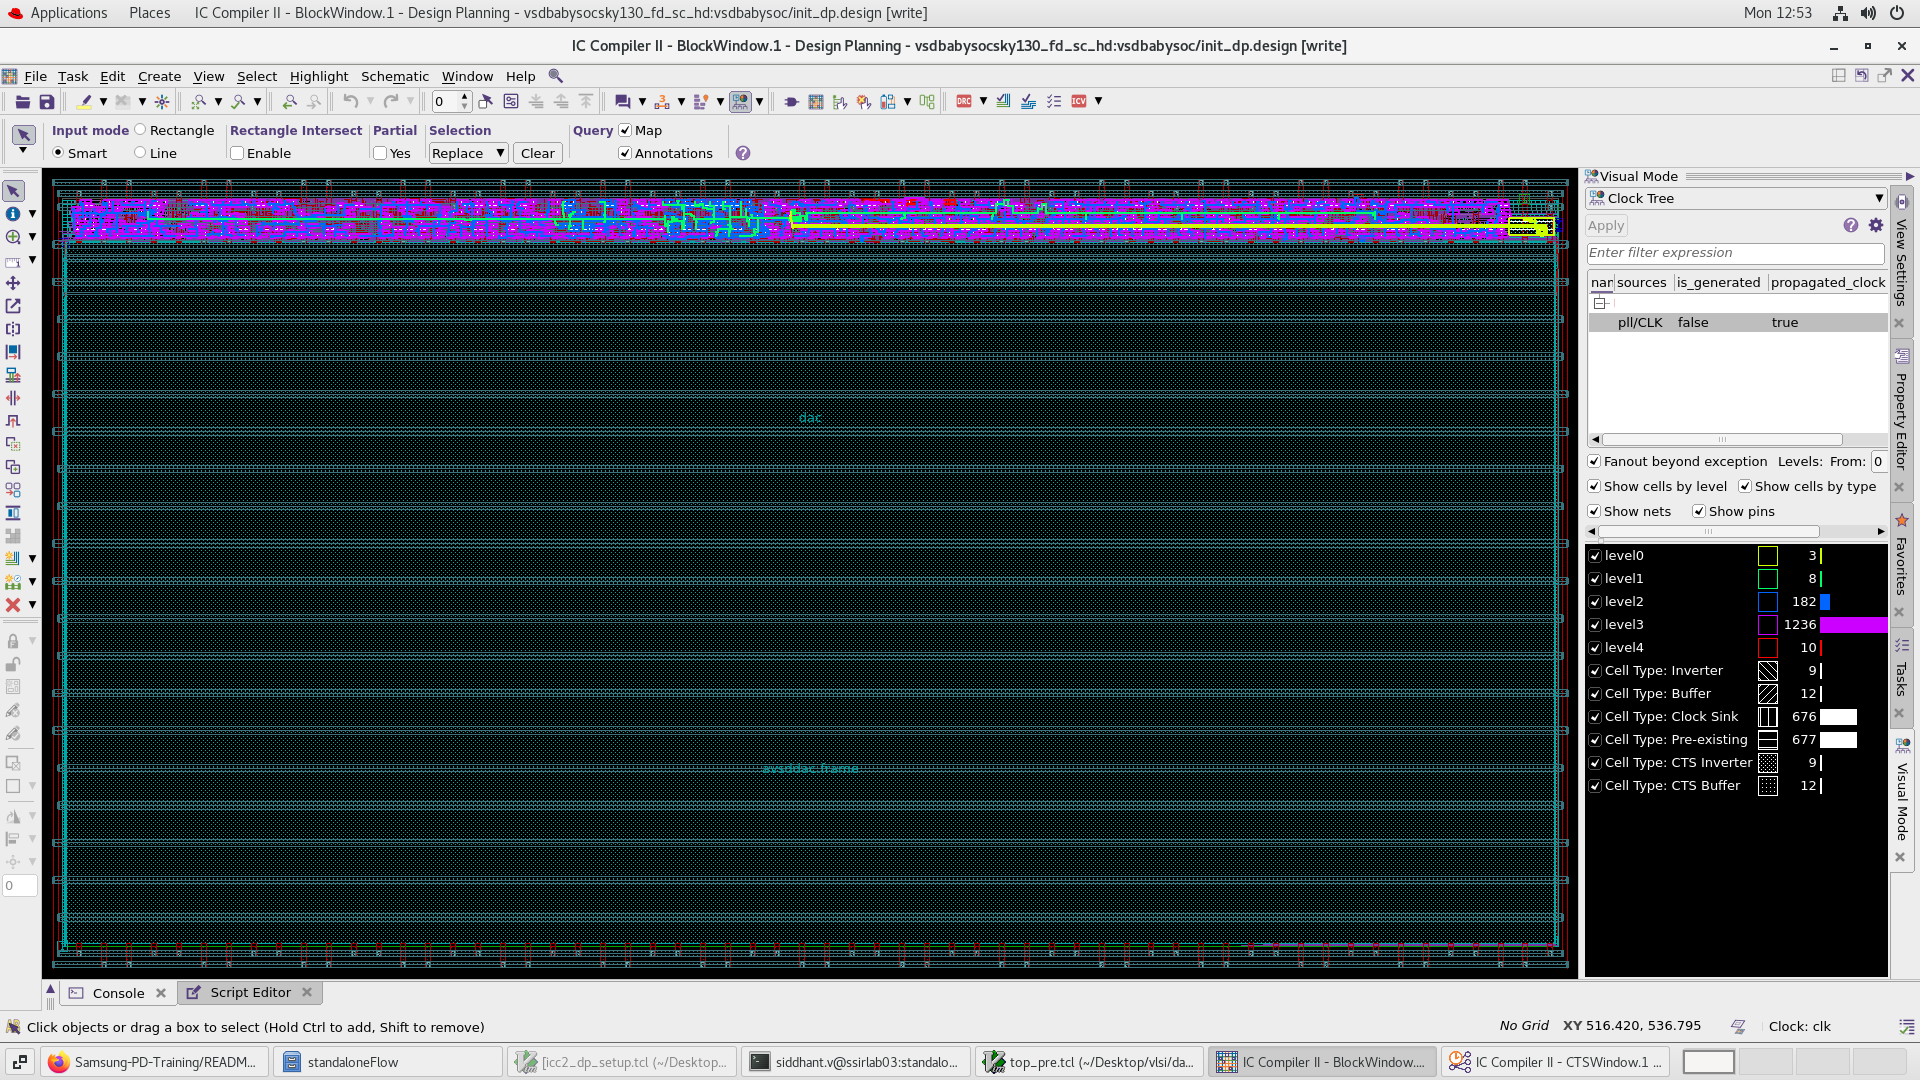 Applications Places IC Compiler II - BlockWindow.1 - Design Planning - vsdbabysocsky130_fd_sc_hd:vsdbabysoc/init_dp.design [write] Mon 12:53
IC Compiler II - BlockWindow.1 - Design Planning - vsdbabysocsky130_fd_sc_hd:vsdbabysoc/init_dp.design [write]
File Task Edit Create View Select Highlight Schematic Window Help
0 DRC ICV
Input mode Rectangle Rectangle Intersect Partial Selection Query Map
Smart Line Enable Yes Replace Clear Annotations
Visual Mode
Clock Tree
Apply
Enter filter expression
nar sources is_generated propagated_clock
pll/CLK false true
Fanout beyond exception Levels: From: 0
Show cells by level Show cells by type
Show nets Show pins
level0 3
level1 8
level2 182
level3 1236
level4 10
Cell Type: Inverter 9
Cell Type: Buffer 12
Cell Type: Clock Sink 676
Cell Type: Pre-existing 677
Cell Type: CTS Inverter 9
Cell Type: CTS Buffer 12
View Settings
Property Editor
Favorites
Tasks
Visual Mode
dac
avsddac.frame
0
Console Script Editor
Click objects or drag a box to select (Hold Ctrl to add, Shift to remove) No Grid XY 516.420, 536.795 Clock: clk
Samsung-PD-Training/READM... standaloneFlow [icc2_dp_setup.tcl (~/Desktop... siddhant.v@ssirlab03:standalo... top_pre.tcl (~/Desktop/vlsi/da... IC Compiler II - BlockWindow.... IC Compiler II - CTSWindow.1 ...